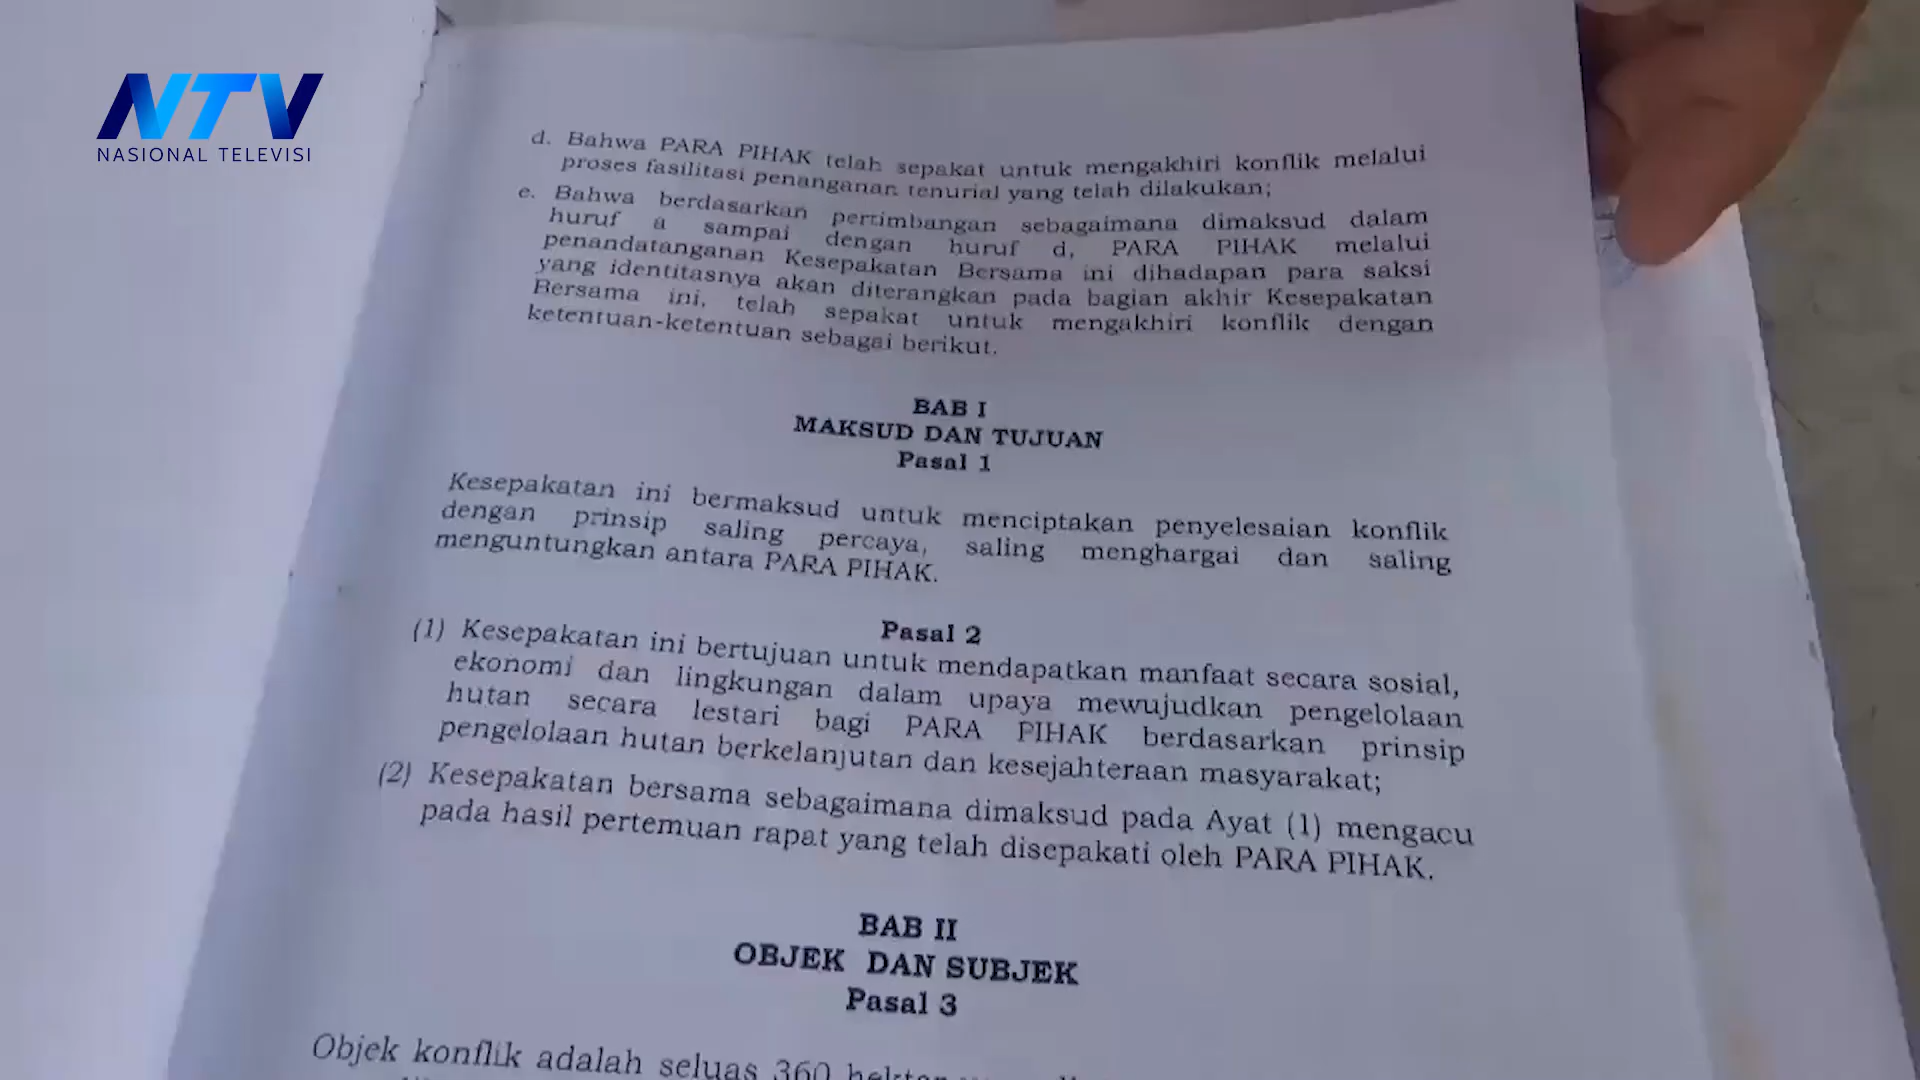 NTV
NASIONAL TELEVISI
d. Bahwa PARA PIHAK telah sepakat untuk mengakhiri konflik melalui
proses fasilitasi penanganan tenurial yang telah dilakukan;
e. Bahwa berdasarkan pertimbangan sebagaimana dimaksud dalam
huruf a sampai dengan huruf d, PARA PIHAK melalui
penandatanganan Kesepakatan Bersama ini dihadapan para saksi
yang identitasnya akan diterangkan pada bagian akhir Kesepakatan
Bersama ini, telah sepakat untuk mengakhiri konflik dengan
ketentuan-ketentuan sebagai berikut.
BAB I
MAKSUD DAN TUJUAN
Pasal 1
Kesepakatan ini bermaksud untuk menciptakan penyelesaian konflik
dengan prinsip saling percaya, saling menghargai dan saling
menguntungkan antara PARA PIHAK.
Pasal 2
(1) Kesepakatan ini bertujuan untuk mendapatkan manfaat secara sosial,
ekonomi dan lingkungan dalam upaya mewujudkan pengelolaan
hutan secara lestari bagi PARA PIHAK berdasarkan prinsip
pengelolaan hutan berkelanjutan dan kesejahteraan masyarakat;
(2) Kesepakatan bersama sebagaimana dimaksud pada Ayat (1) mengacu
pada hasil pertemuan rapat yang telah disepakati oleh PARA PIHAK.
BAB II
OBJEK DAN SUBJEK
Pasal 3
Objek konflik adalah seluas 360 hektar